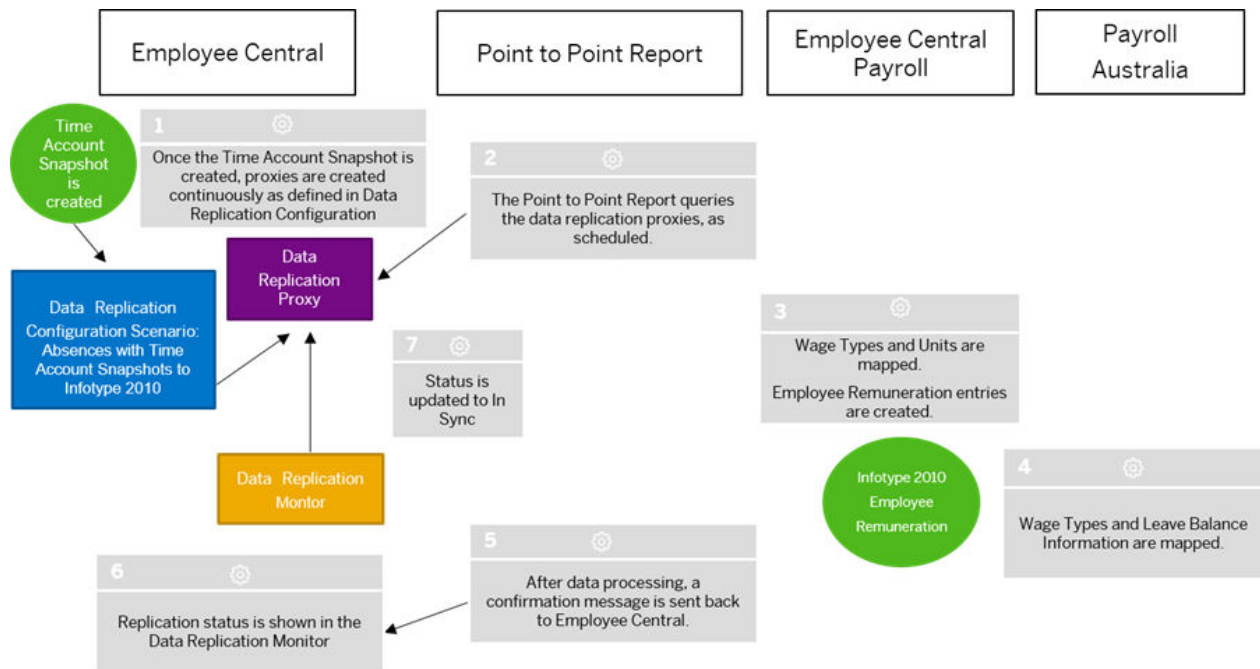 Employee Central
Point to Point Report
Employee Central
Payroll
Payroll
Australia
Time
Account
Snapshot
is
created
1
Once the Time Account Snapshot is
created, proxies are created
continuously as defined in Data
Replication Configuration
2
The Point to Point Report queries
the data replication proxies, as
scheduled.
Data
Replication
Proxy
Data Replication
Configuration Scenario:
Absences with Time
Account Snapshots to
Infotype 2010
3
Wage Types and Units are
mapped.
Employee Remuneration entries
are created.
7
Status is
updated to In
Sync
Data Replication
Montor
Infotype 2010
Employee
Remuneration
4
Wage Types and Leave Balance
Information are mapped.
5
After data processing, a
confirmation message is sent back
to Employee Central.
6
Replication status is shown in the
Data Replication Monitor